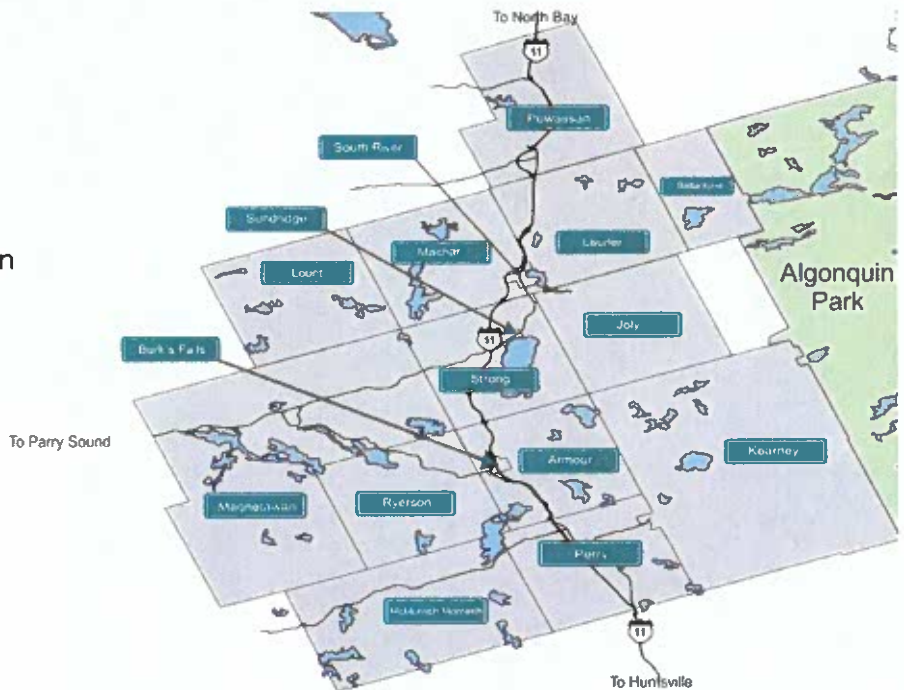 To North Bay
11
Powassan
South River
Ballantyne
Sundridge
Laurier
Machar
n
Lount
Algonquin
Park
Joly
11
Burk's Falls
Strong
To Parry Sound
Kearney
Armour
Ryerson
Magnetawan
Perry
McMurrich Monteith
11
To Huntsville